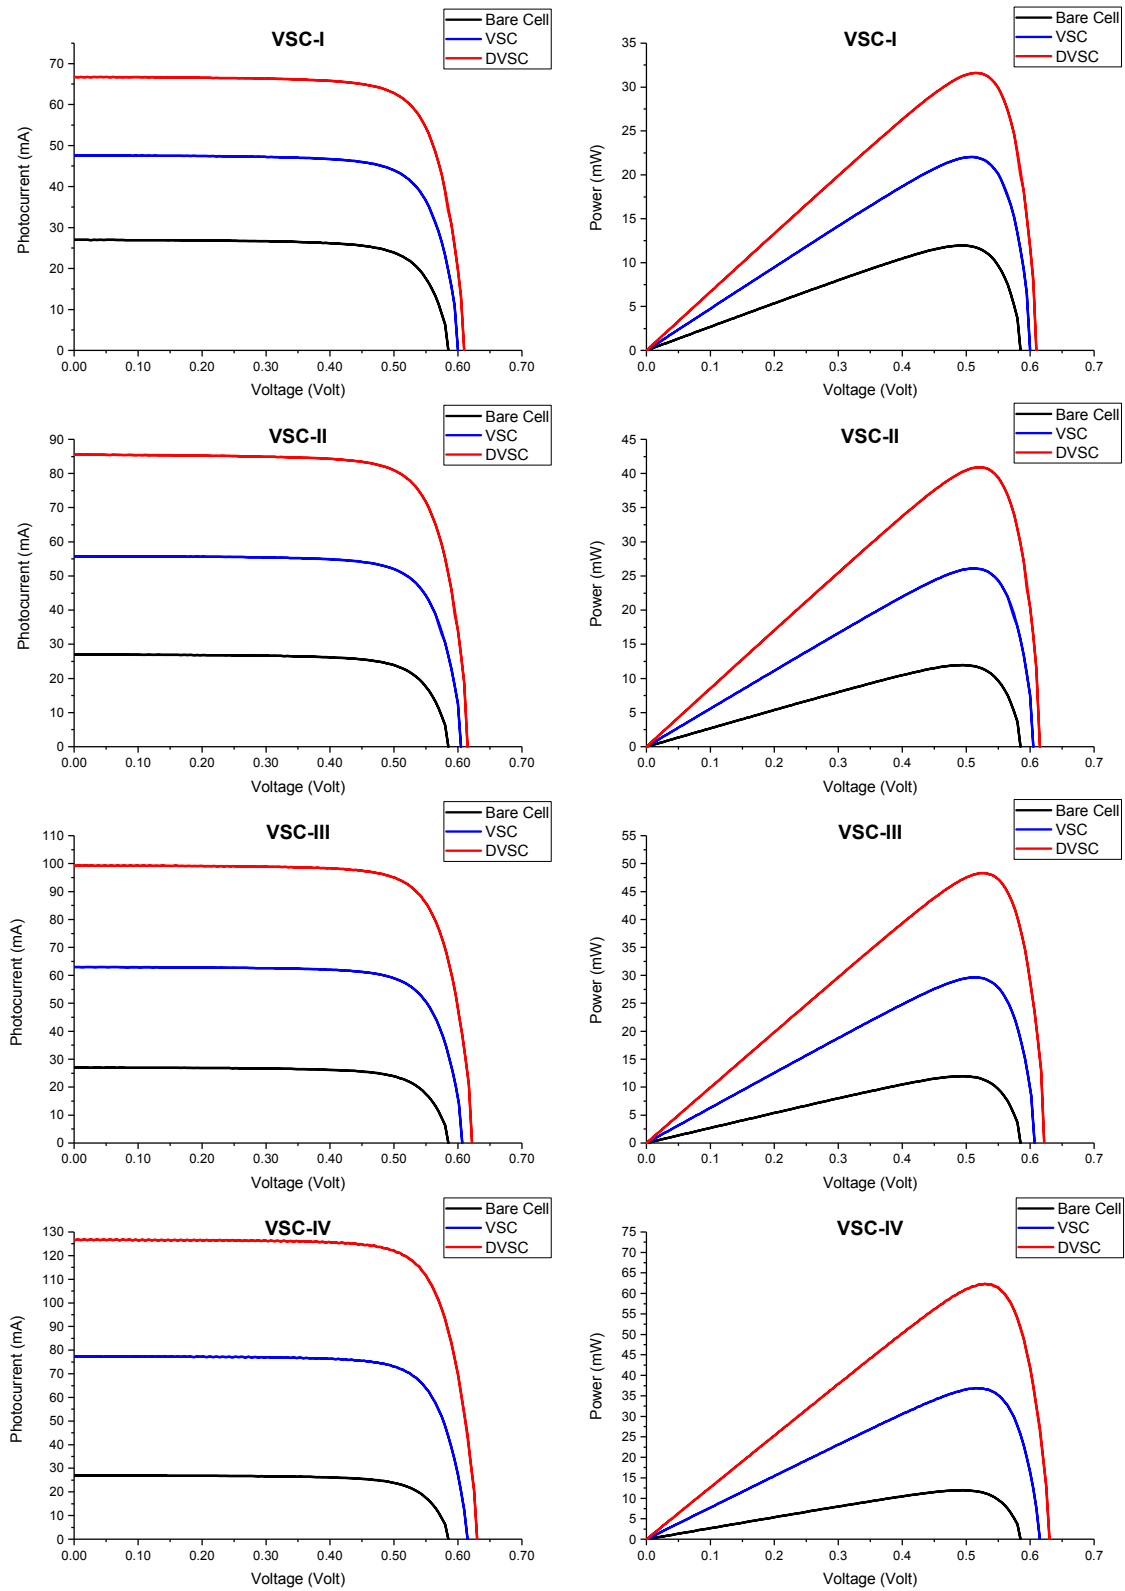 VSC-I
Bare Cell
VSC
DVSC
Photocurrent (mA)
70
60
50
40
30
20
10
0
0.00 0.10 0.20 0.30 0.40 0.50 0.60 0.70
Voltage (Volt)
VSC-I
Bare Cell
VSC
DVSC
Power (mW)
35
30
25
20
15
10
5
0
0.0 0.1 0.2 0.3 0.4 0.5 0.6 0.7
Voltage (Volt)
VSC-II
Bare Cell
VSC
DVSC
Photocurrent (mA)
90
80
70
60
50
40
30
20
10
0
0.00 0.10 0.20 0.30 0.40 0.50 0.60 0.70
Voltage (Volt)
VSC-II
Bare Cell
VSC
DVSC
Power (mW)
45
40
35
30
25
20
15
10
5
0
0.0 0.1 0.2 0.3 0.4 0.5 0.6 0.7
Voltage (Volt)
VSC-III
Bare Cell
VSC
DVSC
Photocurrent (mA)
110
100
90
80
70
60
50
40
30
20
10
0
0.00 0.10 0.20 0.30 0.40 0.50 0.60 0.70
Voltage (Volt)
VSC-III
Bare Cell
VSC
DVSC
Power (mW)
55
50
45
40
35
30
25
20
15
10
5
0
0.0 0.1 0.2 0.3 0.4 0.5 0.6 0.7
Voltage (Volt)
VSC-IV
Bare Cell
VSC
DVSC
Photocurrent (mA)
130
120
110
100
90
80
70
60
50
40
30
20
10
0
0.00 0.10 0.20 0.30 0.40 0.50 0.60 0.70
Voltage (Volt)
VSC-IV
Bare Cell
VSC
DVSC
Power (mW)
75
70
65
60
55
50
45
40
35
30
25
20
15
10
5
0
0.0 0.1 0.2 0.3 0.4 0.5 0.6 0.7
Voltage (Volt)